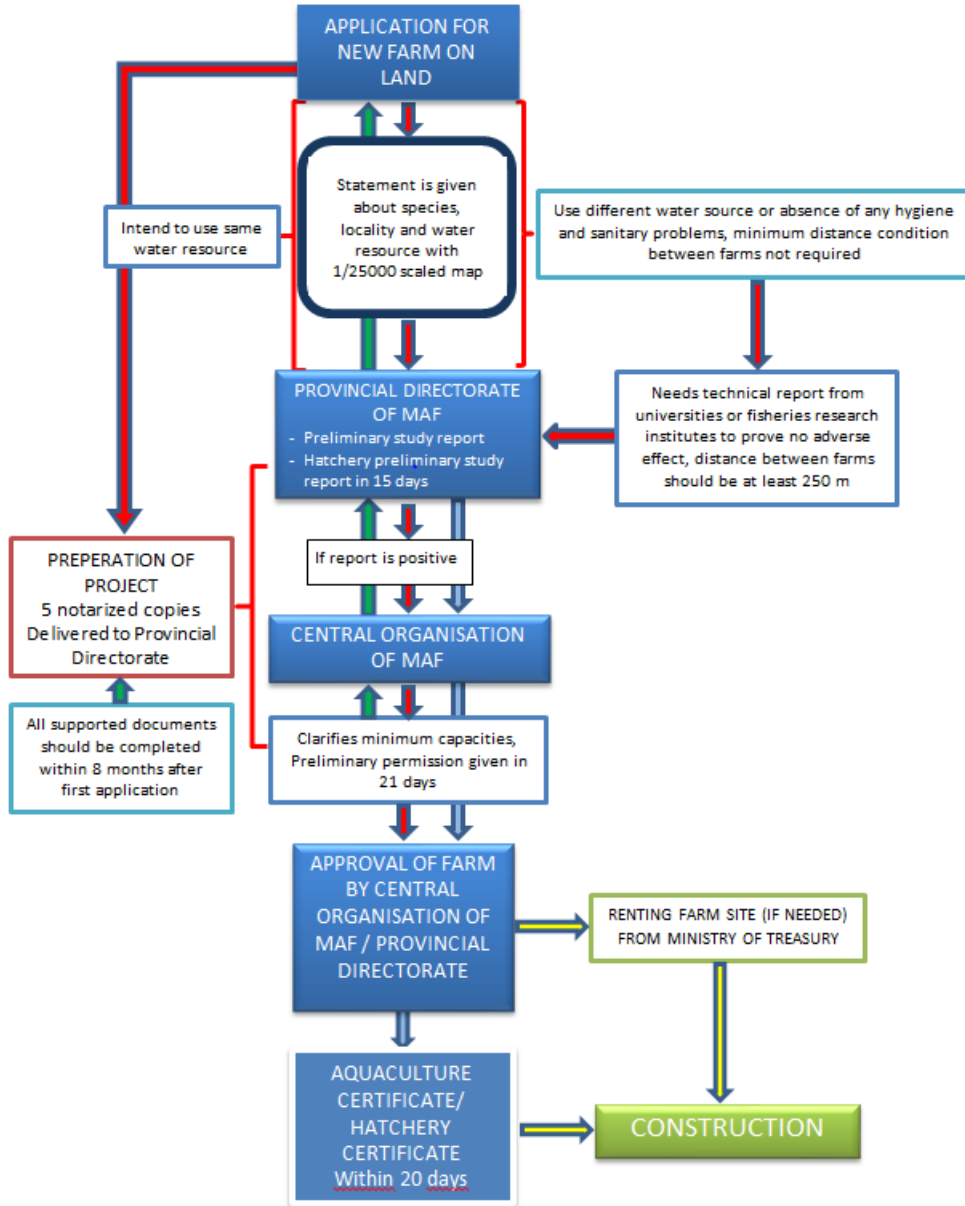 APPLICATION FOR
NEW FARM ON
LAND
Statement is given
about species,
locality and water
resource with
1/25000 scaled map
Intend to use same
water resource
Use different water source or absence of any hygiene
and sanitary problems, minimum distance condition
between farms not required
PROVINCIAL DIRECTORATE
OF MAF
- Preliminary study report
- Hatchery preliminary study
report in 15 days
Needs technical report from
universities or fisheries research
institutes to prove no adverse
effect, distance between farms
should be at least 250 m
If report is positive
PREPERATION OF
PROJECT
5 notarized copies
Delivered to Provincial
Directorate
CENTRAL ORGANISATION
OF MAF
All supported documents
should be completed
within 8 months after
first application
Clarifies minimum capacities,
Preliminary permission given in
21 days
APPROVAL OF FARM
BY CENTRAL
ORGANISATION OF
MAF / PROVINCIAL
DIRECTORATE
RENTING FARM SITE (IF NEEDED)
FROM MINISTRY OF TREASURY
AQUACULTURE
CERTIFICATE/
HATCHERY
CERTIFICATE
Within 20 days
CONSTRUCTION